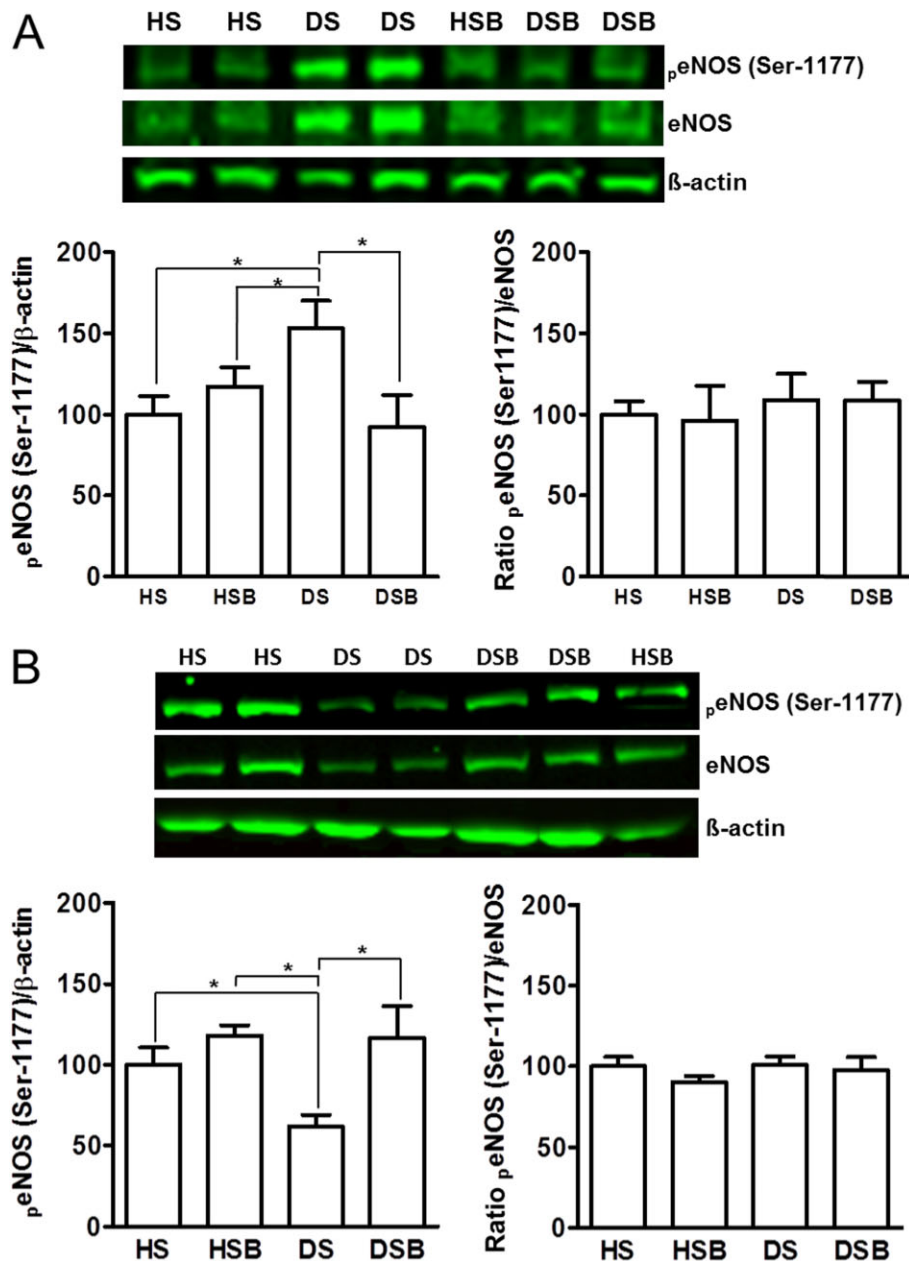 A
HS HS DS DS HSB DSB DSB
peNOS (Ser-1177)
eNOS
ß-actin
peNOS (Ser-1177)/β-actin
200
150
100
50
0
* * *
HS HSB DS DSB
Ratio peNOS (Ser1177)/eNOS
200
150
100
50
0
HS HSB DS DSB
B
HS HS DS DS DSB DSB HSB
peNOS (Ser-1177)
eNOS
ß-actin
peNOS (Ser-1177)/β-actin
200
150
100
50
0
* * *
HS HSB DS DSB
Ratio peNOS (Ser-1177)/eNOS
200
150
100
50
0
HS HSB DS DSB